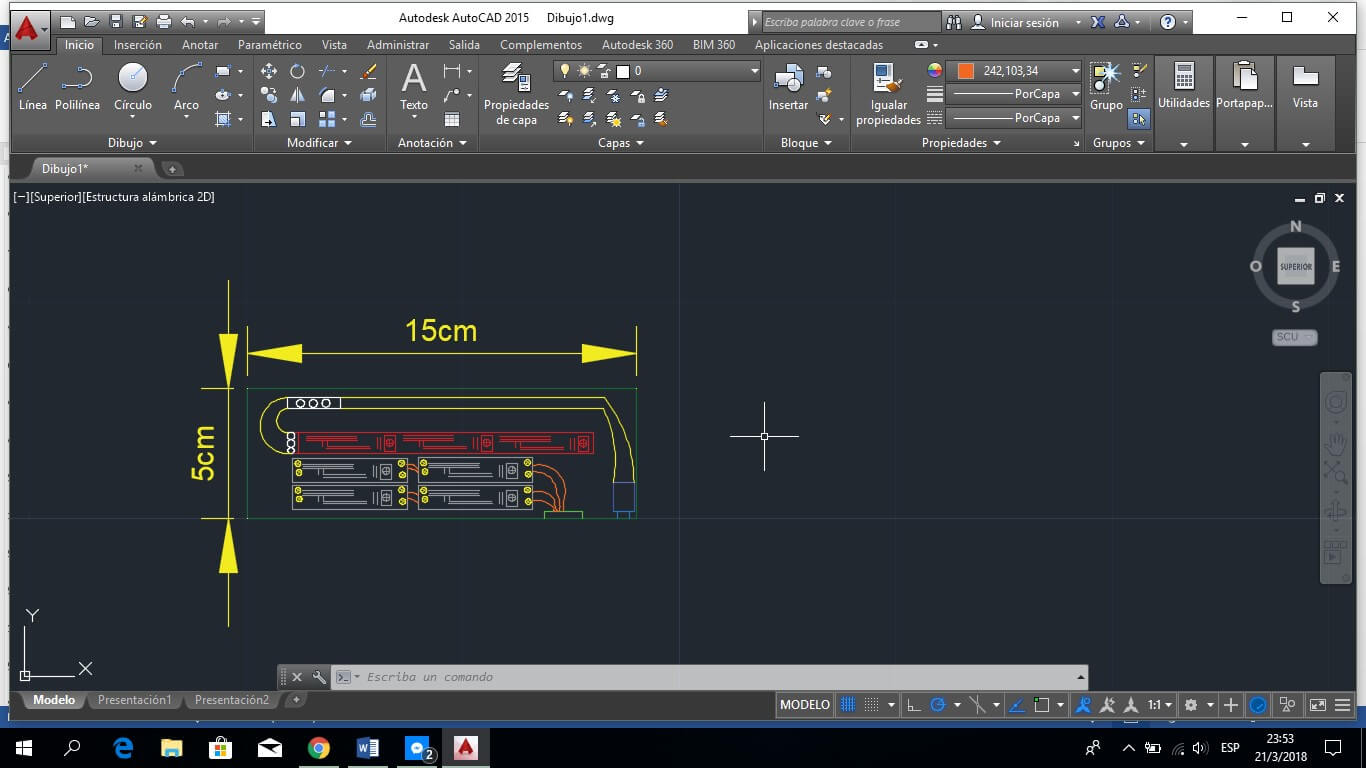 Autodesk AutoCAD 2015 Dibujo1.dwg
Escriba palabra clave o frase
Iniciar sesión
Inicio Inserción Anotar Paramétrico Vista Administrar Salida Complementos Autodesk 360 BIM 360 Aplicaciones destacadas
Línea Polilínea Círculo Arco
Texto
Propiedades
de capa
0
Insertar
Igualar
propiedades
242,103,34
PorCapa
PorCapa
Grupo
Utilidades
Portapap...
Vista
Dibujo
Modificar
Anotación
Capas
Bloque
Propiedades
Grupos
Dibujo1*
[−][Superior][Estructura alámbrica 2D]
N
O
SUPERIOR
E
S
SCU
15cm
5cm
Y
X
Escriba un comando
Modelo Presentación1 Presentación2
MODELO
1:1
2
ESP
23:53
21/3/2018